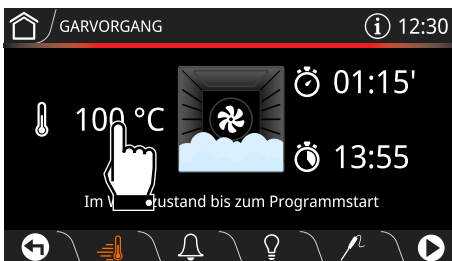 GARVORGANG
i 12:30
100 °C
01:15'
13:55
Im zustand bis zum Programmstart